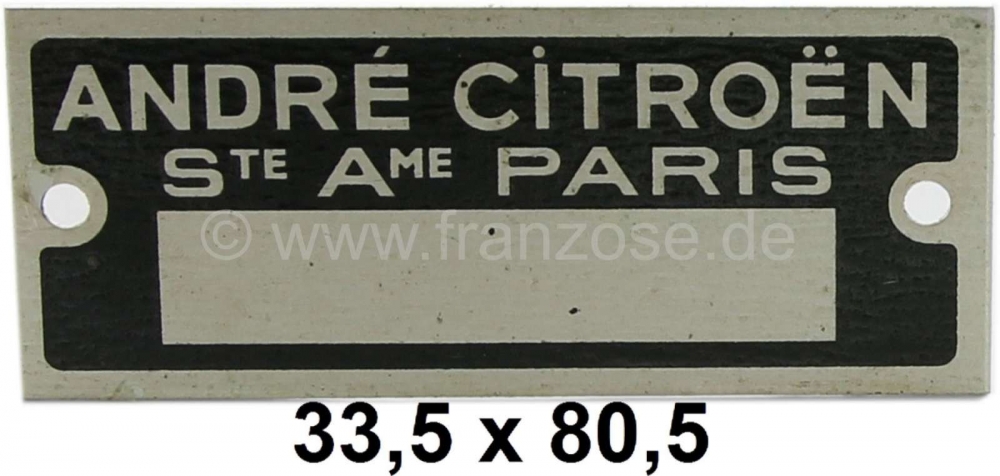 ANDRÉ CİTROËN
STE AME PARIS
© www.franzose.de
33,5 x 80,5